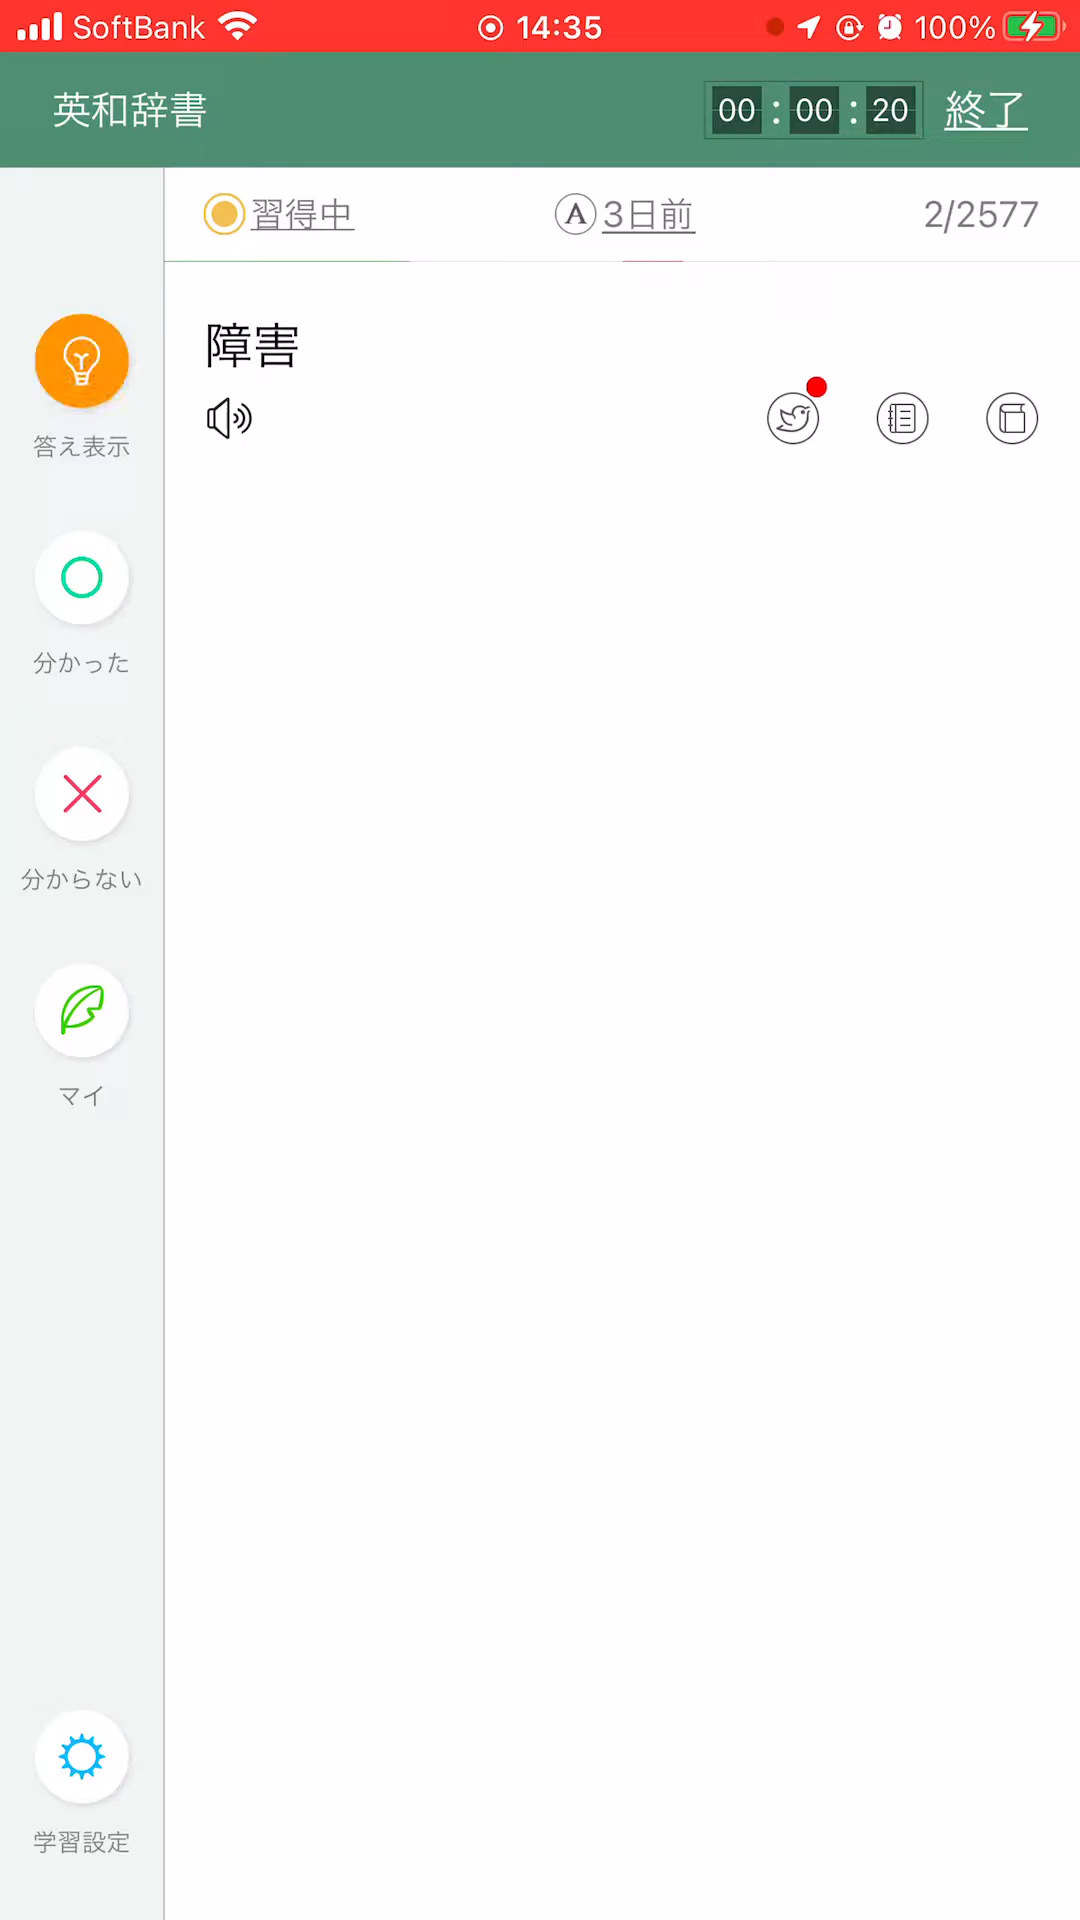 SoftBank 14:35 100%
英和辞書 00 : 00 : 20 終了
習得中 A 3日前 2/2577
障害
答え表示
分かった
分からない
マイ
学習設定